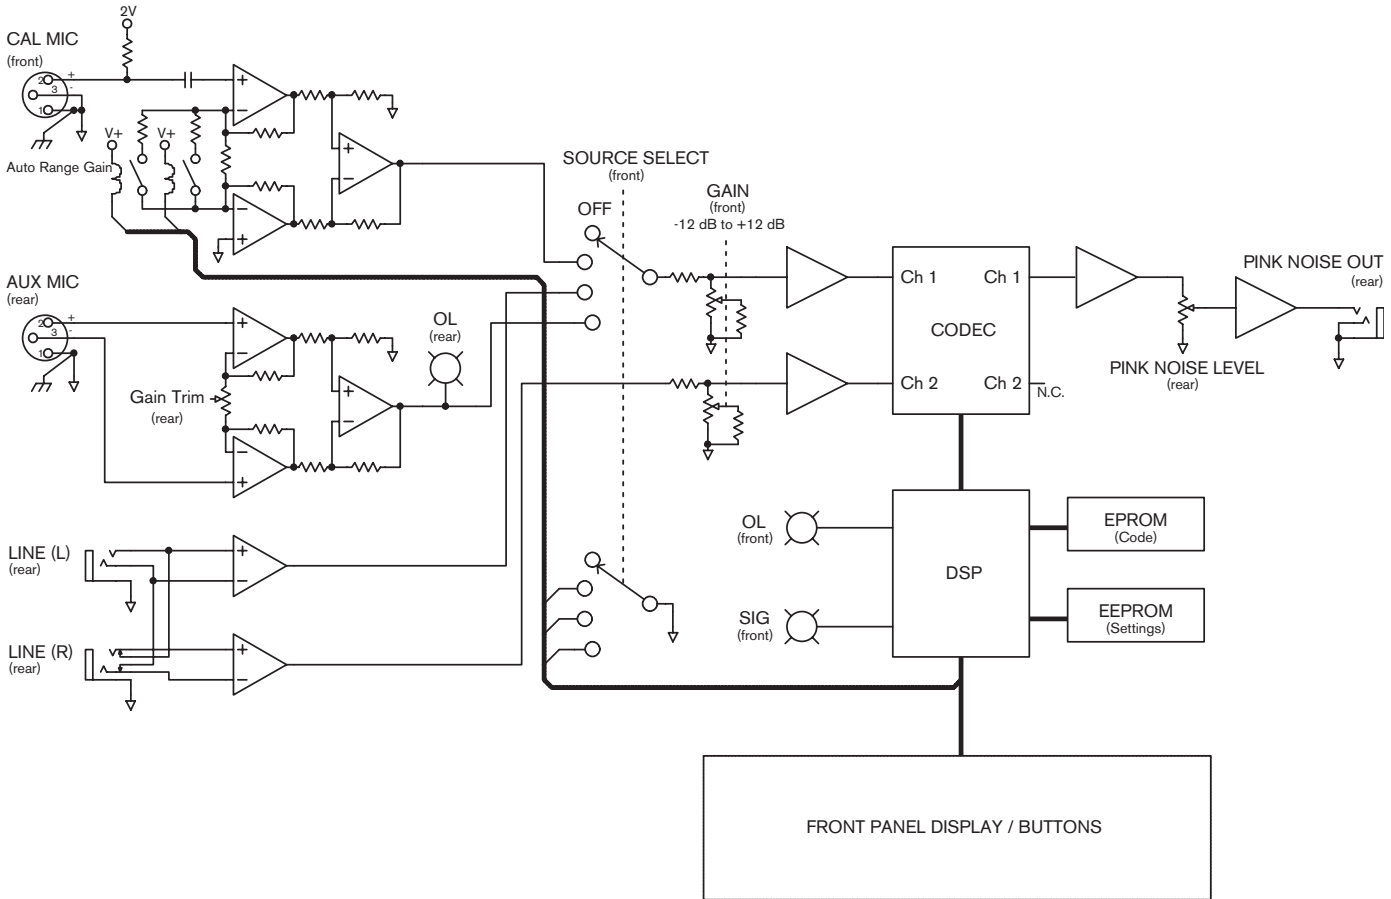 2V
CAL MIC
(front)
2
+
3
-
1
V+
V+
Auto Range Gain
+
−
−
+
+
−
SOURCE SELECT
(front)
OFF
GAIN
(front)
-12 dB to +12 dB
AUX MIC
(rear)
2
+
3
-
1
Gain Trim
(rear)
+
−
−
+
+
−
OL
(rear)
Ch 1
Ch 1
CODEC
Ch 2
Ch 2
N.C.
PINK NOISE OUT
(rear)
PINK NOISE LEVEL
(rear)
LINE (L)
(rear)
+
−
LINE (R)
(rear)
+
−
OL
(front)
SIG
(front)
DSP
EPROM
(Code)
EEPROM
(Settings)
FRONT PANEL DISPLAY / BUTTONS